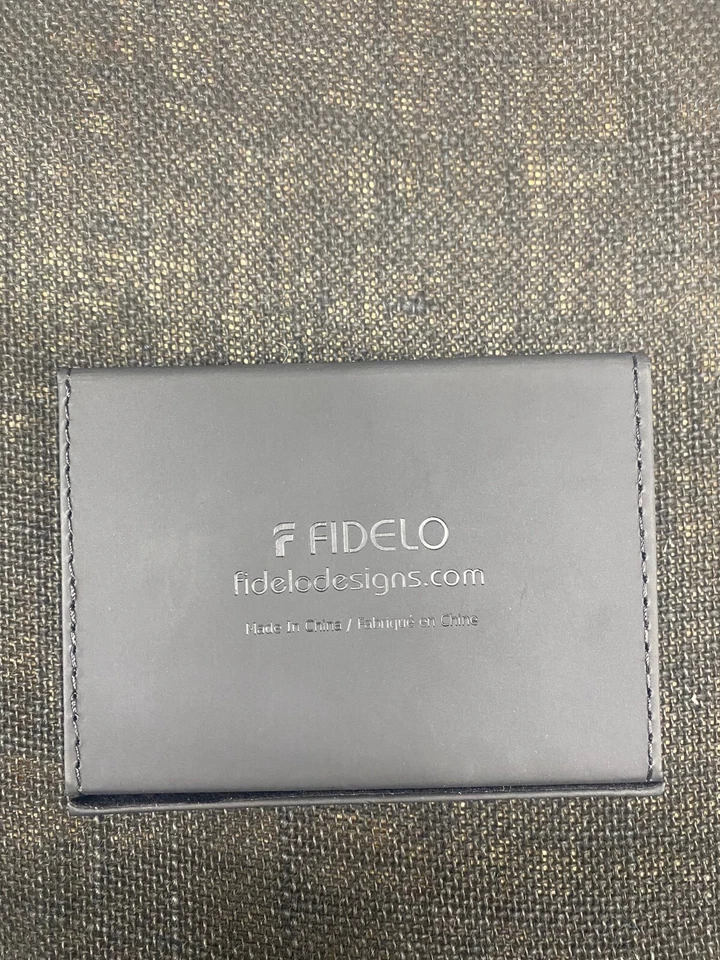 FIDELO
fidelodesigns.com
Made In China / Fabriqué en Chine